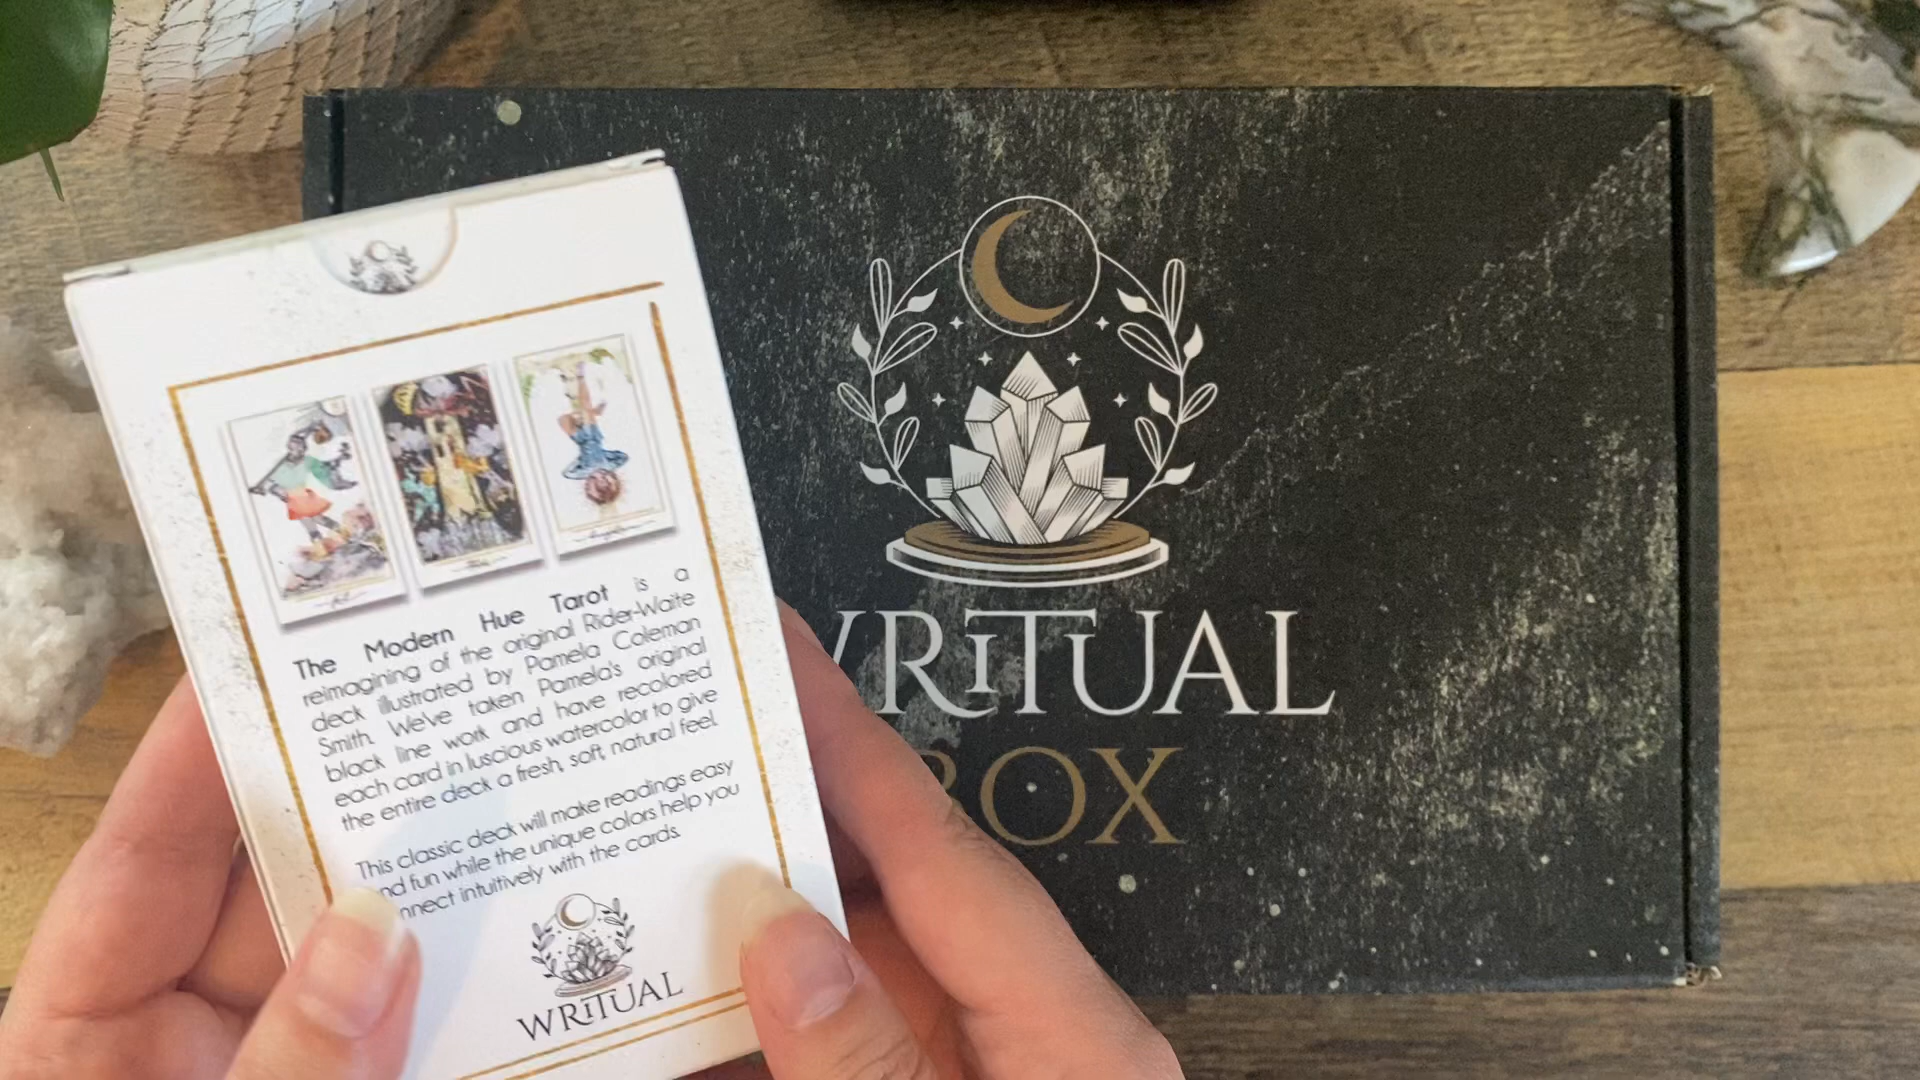 The Modern Hue Tarot is a
reimagining of the original Rider-Waite
deck illustrated by Pamela Coleman
Smith. We've taken Pamela's original
black line work and have recolored
each card in luscious watercolor to give
the entire deck a fresh, soft, natural feel.
This classic deck will make readings easy
nd fun while the unique colors help you
nnect intuitively with the cards.
WRiTUAL
WRiTUAL
BOX